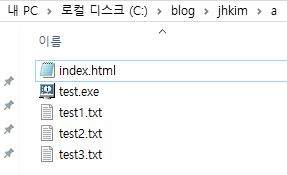 내 PC > 로컬 디스크 (C:) > blog > jhkim > a
이름
index.html
test.exe
test1.txt
test2.txt
test3.txt